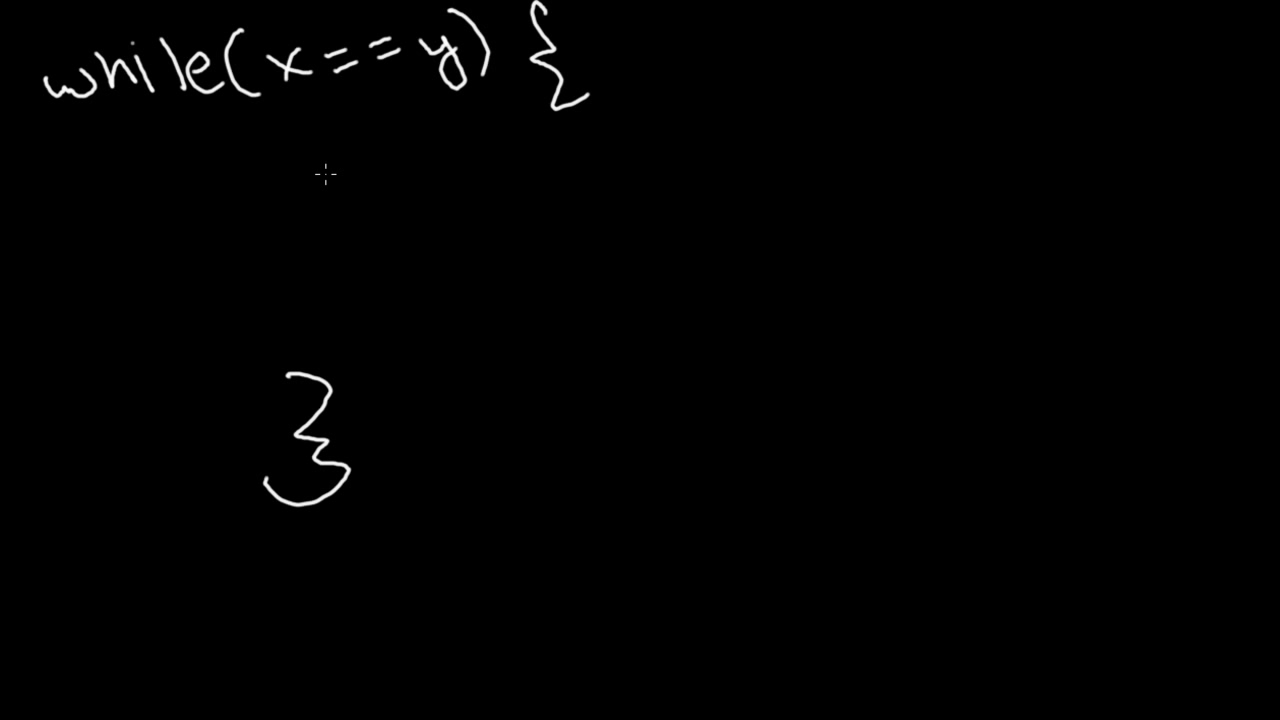 while(x==y) {
}